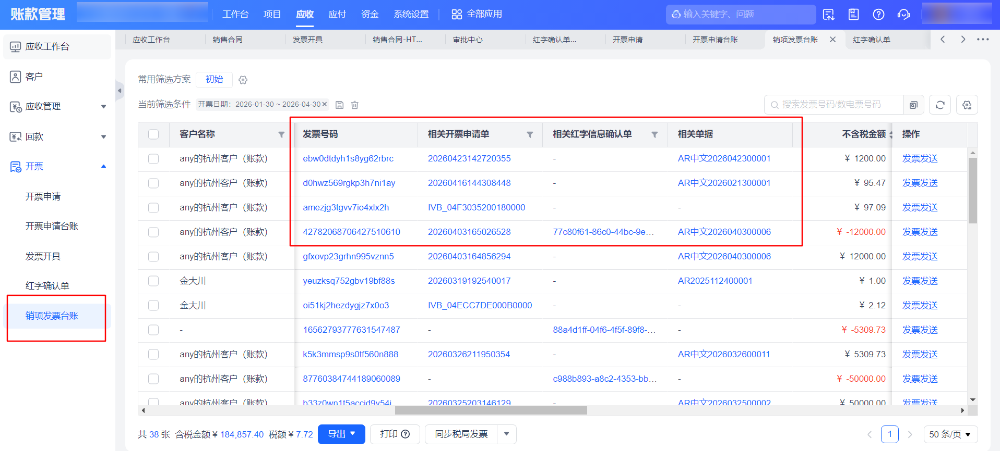 账款管理
工作台 项目 应收 应付 资金 系统设置 全部应用
输入关键字、问题
应收工作台 销售合同 发票开具 销售合同-HT... 审批中心 红字确认单... 开票申请 开票申请台账 销项发票台账 红字确认单
应收工作台
客户
应收管理
回款
开票
开票申请
开票申请台账
发票开具
红字确认单
销项发票台账
常用筛选方案 初始
当前筛选条件 开票日期：2026-01-30 ~ 2026-04-30
搜索发票号码/数电票号码
客户名称 发票号码 相关开票申请单 相关红字信息确认单 相关单据 不含税金额 操作
any的杭州客户（账款） ebw0dtdyh1s8yg62rbrc 20260423142720355 - AR中文2026042300001 ¥ 1200.00 发票发送
any的杭州客户（账款） d0hwz569rgkp3h7ni1ay 20260416144308448 - AR中文2026021300001 ¥ 95.47 发票发送
any的杭州客户（账款） amezjg3tgvv7io4xlx2h IVB_04F3035200180000 - - ¥ 97.09 发票发送
any的杭州客户（账款） 42782068706427510610 20260403165026528 77c80f61-86c0-44bc-9e... AR中文2026040300006 ¥ -12000.00 发票发送
any的杭州客户（账款） gfxovp23grhn995vznn5 20260403164856294 - AR中文2026040300006 ¥ 12000.00 发票发送
金大川 yeuzksq752gbv19bf88s 20260319192540017 - AR2025112400001 ¥ 1.00 发票发送
金大川 oi51kj2hezdygjz7x0o3 IVB_04ECC7DE000B0000 - - ¥ 2.12 发票发送
- 16562793777631547487 - 88a4d1ff-04f6-4f5f-89f8-... - ¥ -5309.73 发票发送
any的杭州客户（账款） k5k3mmsp9s0tf560n888 20260326211950354 - AR中文2026032600011 ¥ 5309.73 发票发送
any的杭州客户（账款） 87760384744189060089 - c988b893-a8c2-4353-bb... - ¥ -50000.00 发票发送
any的杭州客户（账款） b33z0wn1f5accjd9v54j 20260325203146129 - AR中文2026032500002 ¥ 50000.00 发票发送
共 38 张 含税金额 ¥ 184,857.40 税额 ¥ 7.72 导出 打印 同步税局发票 1 50 条/页